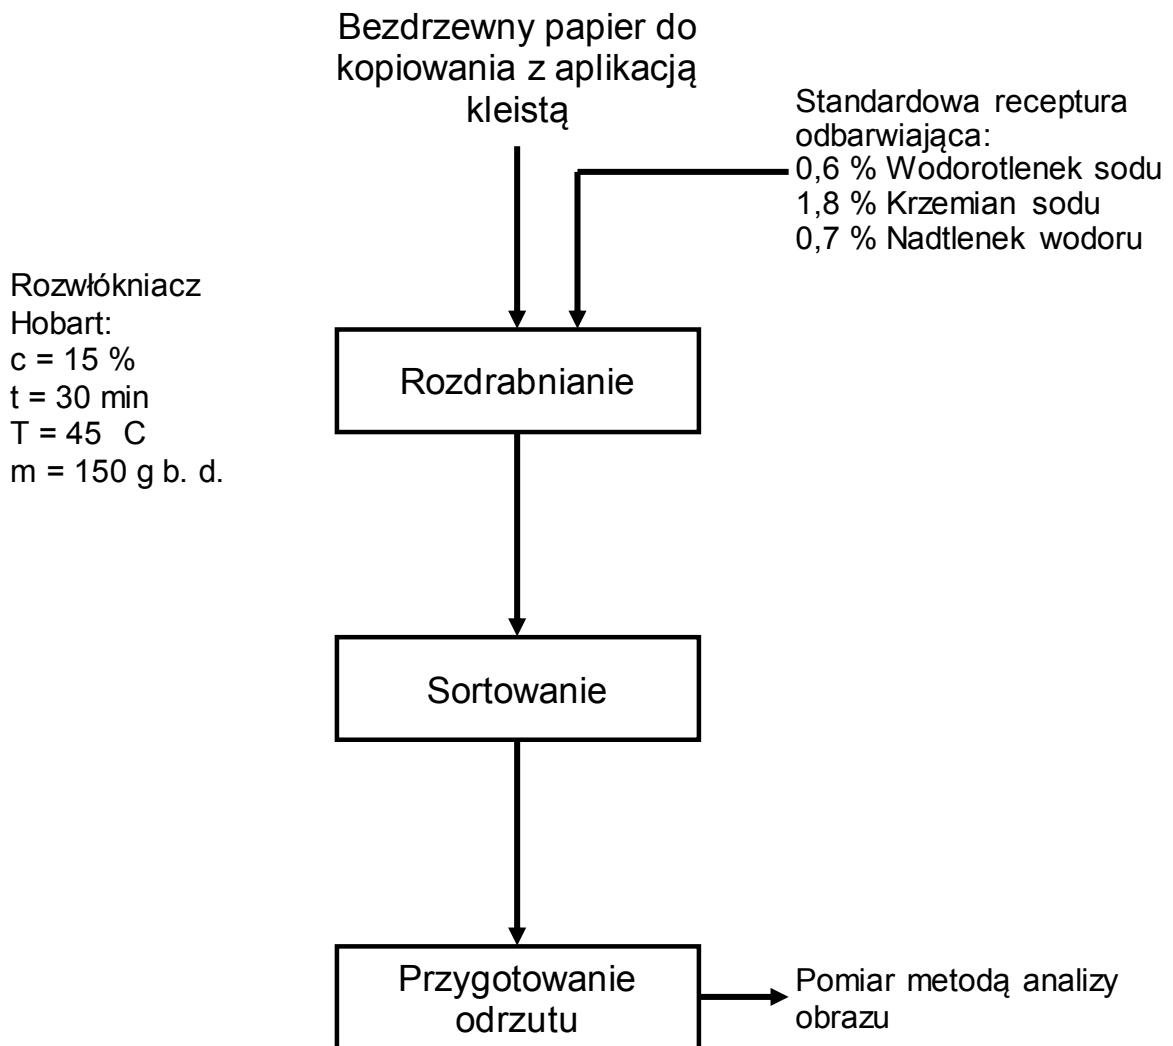 Bezdrzewny papier do
kopiowania z aplikacją
kleistą
Standardowa receptura
odbarwiająca:
0,6 % Wodorotlenek sodu
1,8 % Krzemian sodu
0,7 % Nadtlenek wodoru
Rozwłókniacz
Hobart:
c = 15 %
t = 30 min
T = 45 C
m = 150 g b. d.
Rozdrabnianie
Sortowanie
Przygotowanie
odrzutu
Pomiar metodą analizy
obrazu